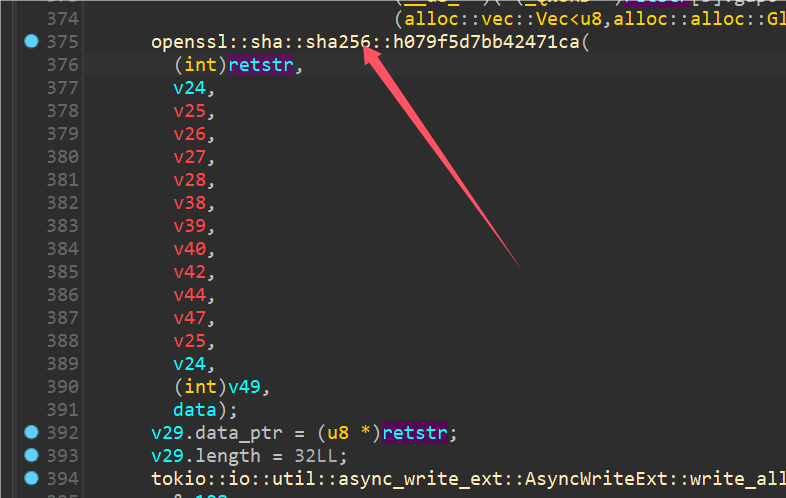 374 (alloc::vec::Vec<u8,alloc::alloc::Gl
375 openssl::sha::sha256::h079f5d7bb42471ca(
376 (int)retstr,
377 v24,
378 v25,
379 v26,
380 v27,
381 v28,
382 v38,
383 v39,
384 v40,
385 v42,
386 v44,
387 v47,
388 v25,
389 v24,
390 (int)v49,
391 data);
392 v29.data_ptr = (u8 *)retstr;
393 v29.length = 32LL;
394 tokio::io::util::async_write_ext::AsyncWriteExt::write_all